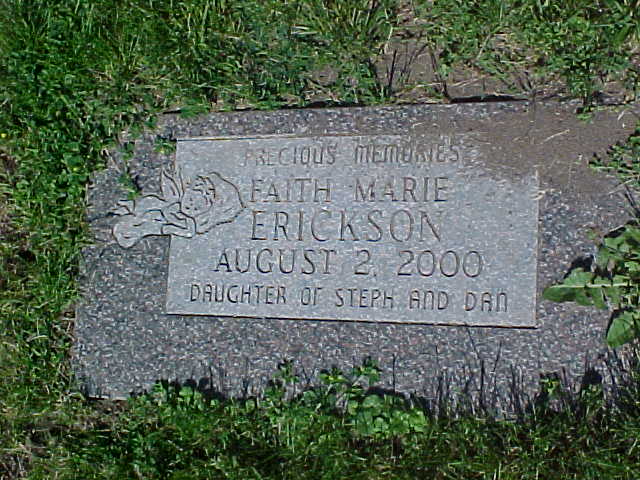 PRECIOUS MEMORIES
FAITH MARIE
ERICKSON
AUGUST 2, 2000
DAUGHTER OF STEPH AND DAN